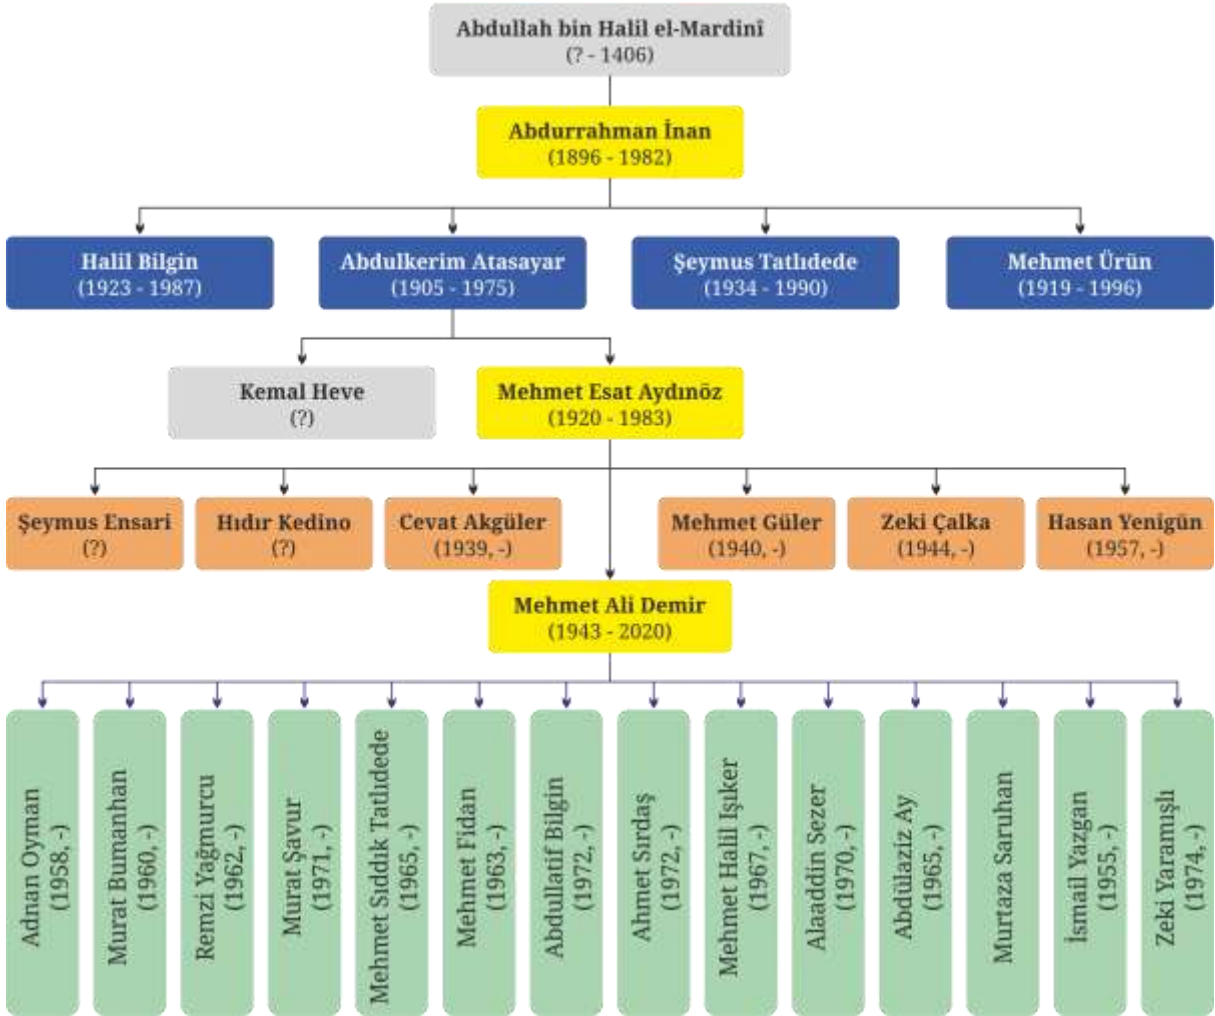 Abdullah bin Halil el-Mardinî
(? - 1406)
Abdurrahman İnan
(1896 - 1982)
Halil Bilgin
(1923 - 1987)
Abdulkerim Atasayar
(1905 - 1975)
Şeymus Tatlıdede
(1934 - 1990)
Mehmet Ürün
(1919 - 1996)
Kemal Heve
(?)
Mehmet Esat Aydınöz
(1920 - 1983)
Şeymus Ensari
(?)
Hıdır Kedino
(?)
Cevat Akgüler
(1939, -)
Mehmet Güler
(1940, -)
Zeki Çalka
(1944, -)
Hasan Yenigün
(1957, -)
Mehmet Ali Demir
(1943 - 2020)
Adnan Oyman
(1958, -)
Murat Bumanahan
(1960, -)
Remzi Yağmurcu
(1962, -)
Murat Şavur
(1971, -)
Mehmet Sıddık Tatlıdede
(1965, -)
Mehmet Fidan
(1963, -)
Abdullatif Bilgin
(1972, -)
Ahmet Sırdaş
(1972, -)
Mehmet Halil Işıker
(1967, -)
Alaaddin Sezer
(1970, -)
Abdülaziz Ay
(1965, -)
Murtaza Saruhan
İsmail Yazgan
(1955, -)
Zeki Yaramışlı
(1974, -)